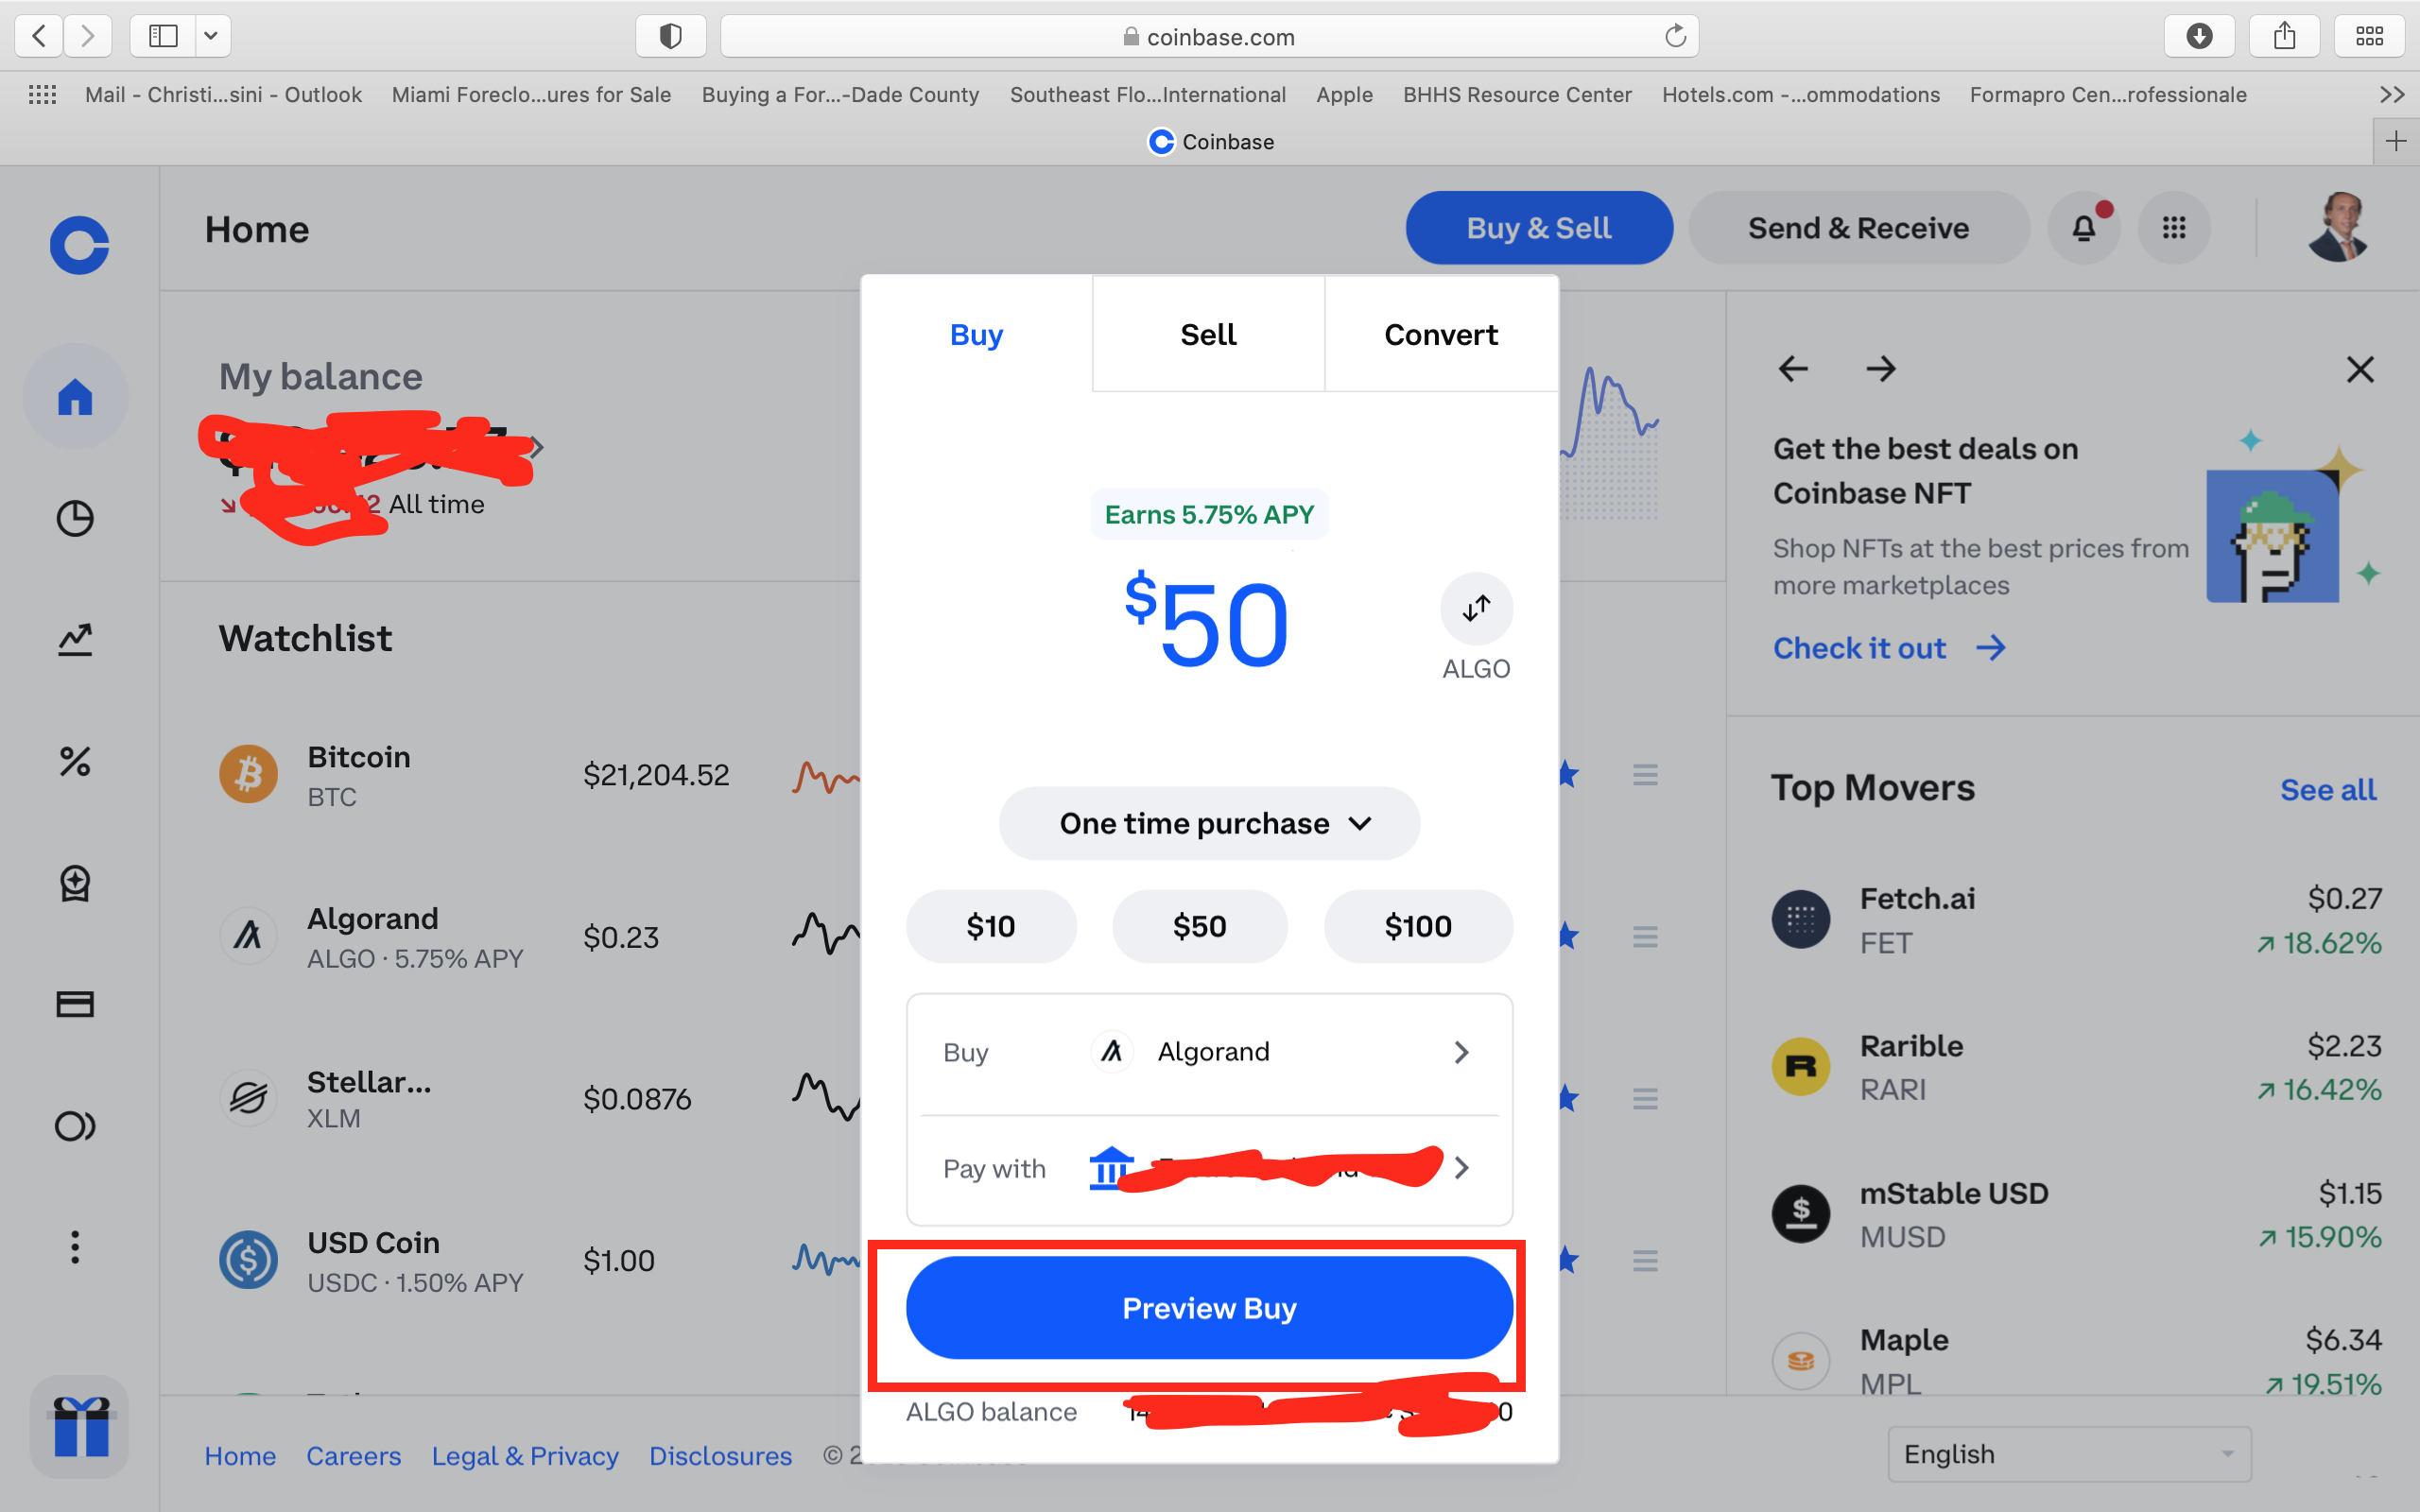 coinbase.com
Mail - Christi...sini - Outlook
Miami Foreclo...ures for Sale
Buying a For...-Dade County
Southeast Flo...International
Apple
BHHS Resource Center
Hotels.com -...ommodations
Formapro Cen...rofessionale
Coinbase
Home
Buy & Sell
Send & Receive
My balance
All time
Watchlist
Bitcoin
BTC
$21,204.52
Algorand
ALGO · 5.75% APY
$0.23
Stellar...
XLM
$0.0876
USD Coin
USDC · 1.50% APY
$1.00
Buy
Sell
Convert
Earns 5.75% APY
$50
ALGO
One time purchase
$10
$50
$100
Buy
Algorand
Pay with
Preview Buy
ALGO balance
Get the best deals on
Coinbase NFT
Shop NFTs at the best prices from
more marketplaces
Check it out
Top Movers
See all
Fetch.ai
$0.27
FET
↗ 18.62%
Rarible
$2.23
RARI
↗ 16.42%
mStable USD
$1.15
MUSD
↗ 15.90%
Maple
$6.34
MPL
↗ 19.51%
Home
Careers
Legal & Privacy
Disclosures
©
English